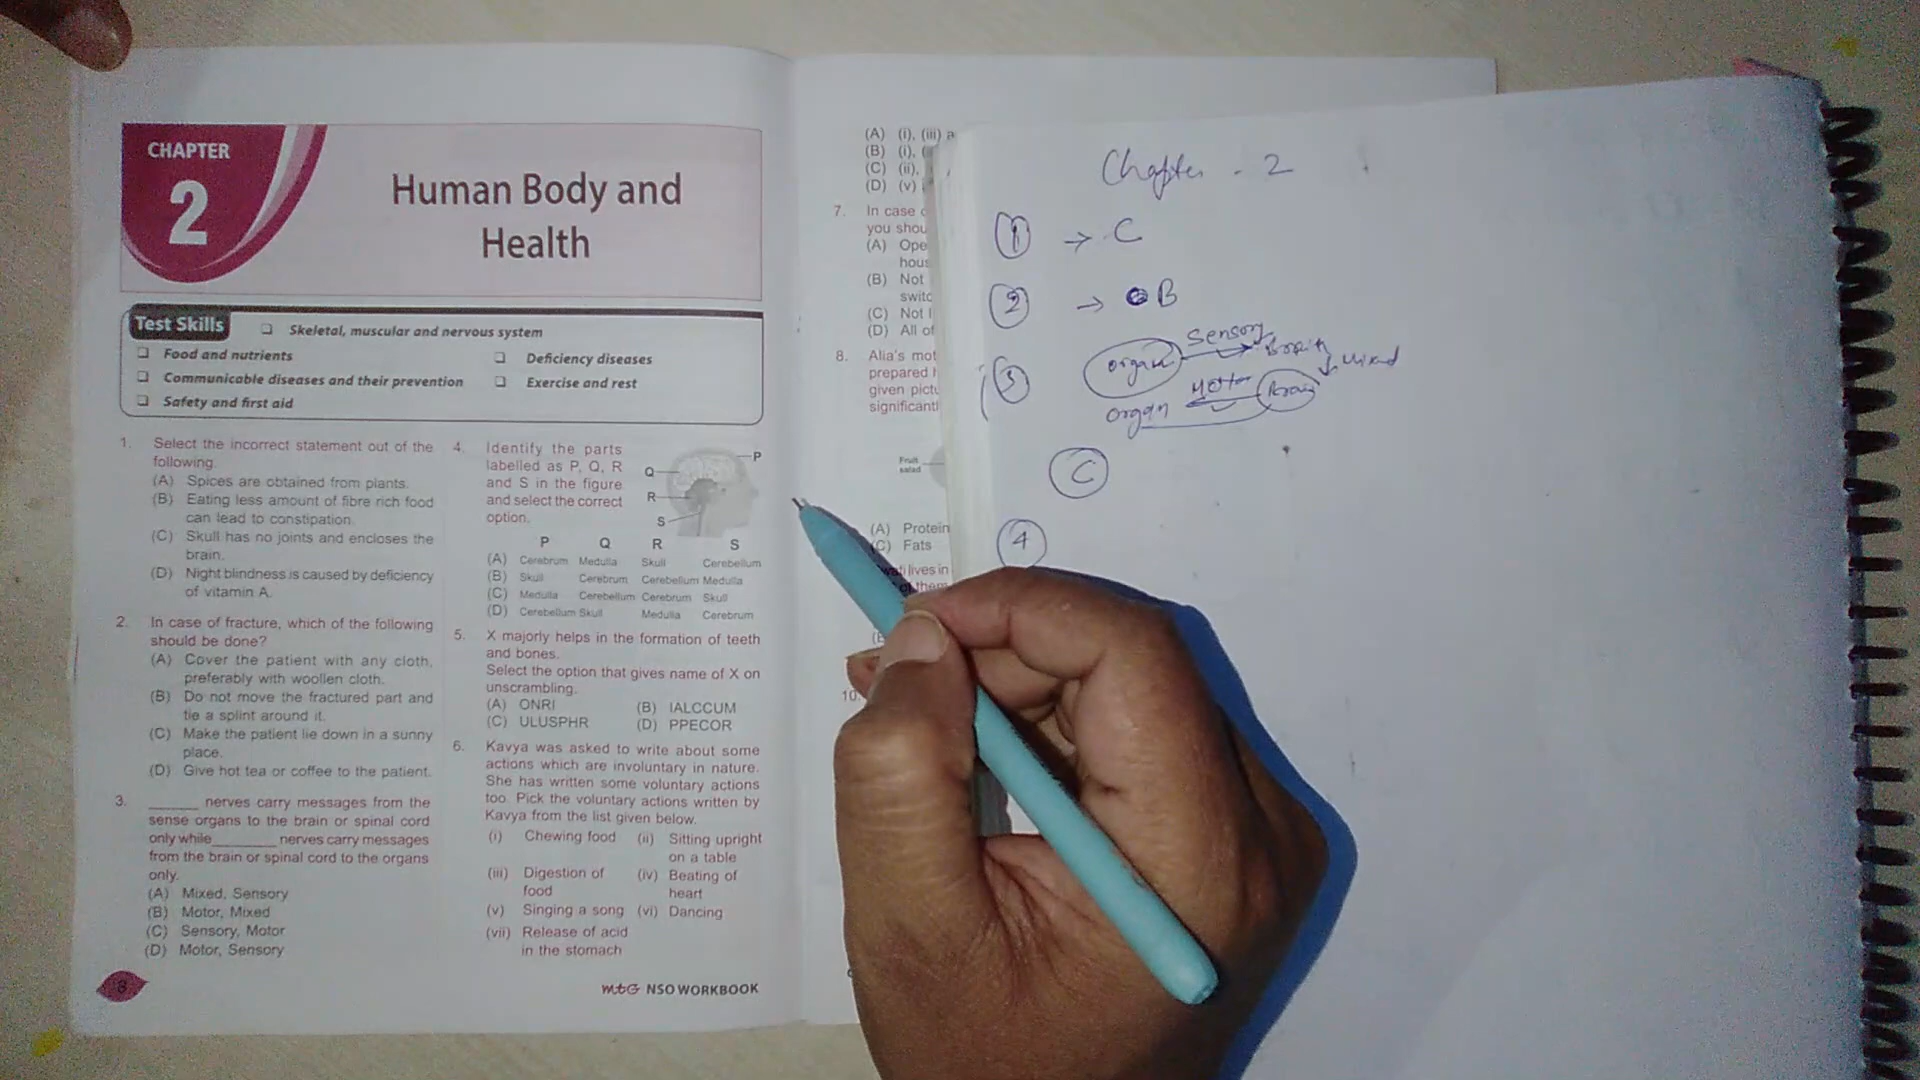 CHAPTER
2
Human Body and
Health
Test Skills
❑ Skeletal, muscular and nervous system
❑ Food and nutrients
❑ Deficiency diseases
❑ Communicable diseases and their prevention
❑ Exercise and rest
❑ Safety and first aid
1. Select the incorrect statement out of the
following.
(A) Spices are obtained from plants.
(B) Eating less amount of fibre rich food
can lead to constipation.
(C) Skull has no joints and encloses the
brain.
(D) Night blindness is caused by deficiency
of vitamin A.
2. In case of fracture, which of the following
should be done?
(A) Cover the patient with any cloth,
preferably with woollen cloth.
(B) Do not move the fractured part and
tie a splint around it.
(C) Make the patient lie down in a sunny
place.
(D) Give hot tea or coffee to the patient.
3. ______ nerves carry messages from the
sense organs to the brain or spinal cord
only while ________ nerves carry messages
from the brain or spinal cord to the organs
only.
(A) Mixed, Sensory
(B) Motor, Mixed
(C) Sensory, Motor
(D) Motor, Sensory
8
4. Identify the parts
labelled as P, Q, R
and S in the figure
and select the correct
option.
P
Q
R
S
P Q R S
(A) Cerebrum Medulla Skull Cerebellum
(B) Skull Cerebrum Cerebellum Medulla
(C) Medulla Cerebellum Cerebrum Skull
(D) Cerebellum Skull Medulla Cerebrum
5. X majorly helps in the formation of teeth
and bones.
Select the option that gives name of X on
unscrambling.
(A) ONRI (B) IALCCUM
(C) ULUSPHR (D) PPECOR
6. Kavya was asked to write about some
actions which are involuntary in nature.
She has written some voluntary actions
too. Pick the voluntary actions written by
Kavya from the list given below.
(i) Chewing food (ii) Sitting upright
on a table
(iii) Digestion of
food
(iv) Beating of
heart
(v) Singing a song (vi) Dancing
(vii) Release of acid
in the stomach
mtG NSO WORKBOOK
(A) (i), (iii) a
(B) (i),
(C) (ii),
(D) (v)
7. In case
you shou
(A) Ope
hous
(B) Not
switc
(C) Not
(D) All of
8. Alia's mot
prepared
given pictu
significantl
Fruit
salad
(A) Protein
(C) Fats
lives in
of them
10.
Chapter - 2
1 → C
2 → B
3 organ Sensory Brain
Mixed
organ Motor Brain
C
4